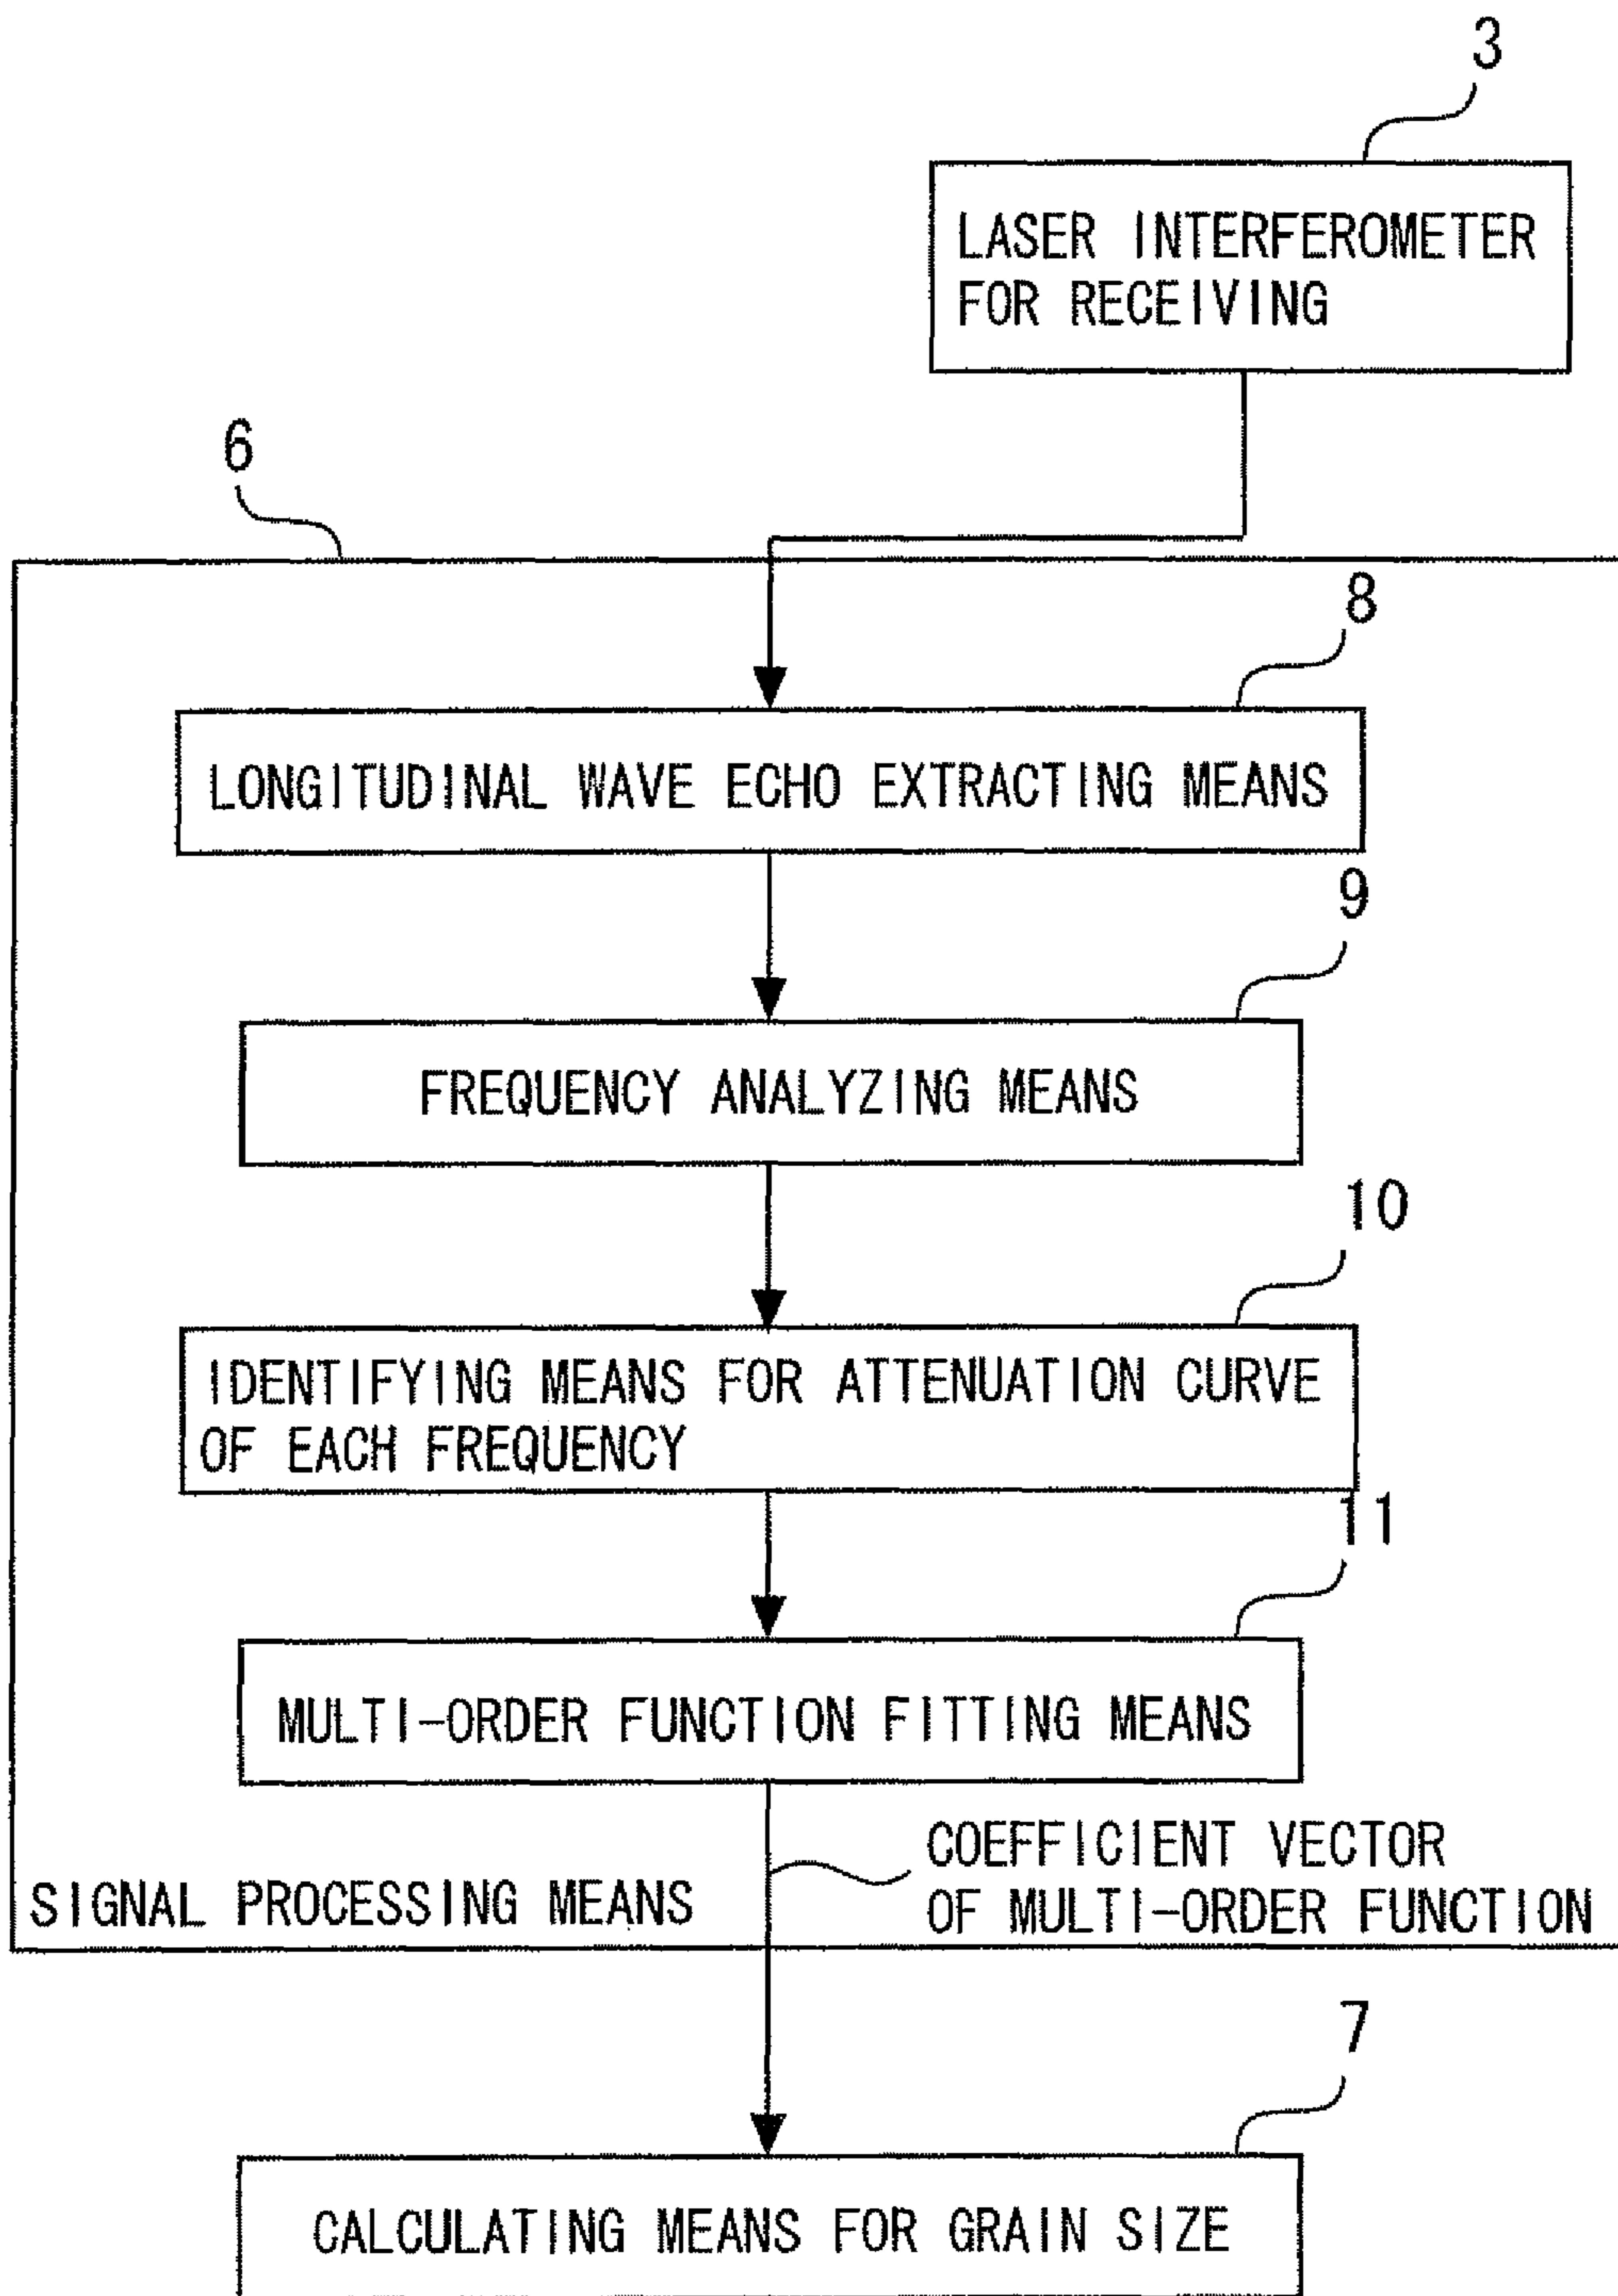 3
LASER INTERFEROMETER
FOR RECEIVING
6
8
LONGITUDINAL WAVE ECHO EXTRACTING MEANS
9
FREQUENCY ANALYZING MEANS
10
IDENTIFYING MEANS FOR ATTENUATION CURVE
OF EACH FREQUENCY
11
MULTI-ORDER FUNCTION FITTING MEANS
COEFFICIENT VECTOR
OF MULTI-ORDER FUNCTION
SIGNAL PROCESSING MEANS
7
CALCULATING MEANS FOR GRAIN SIZE